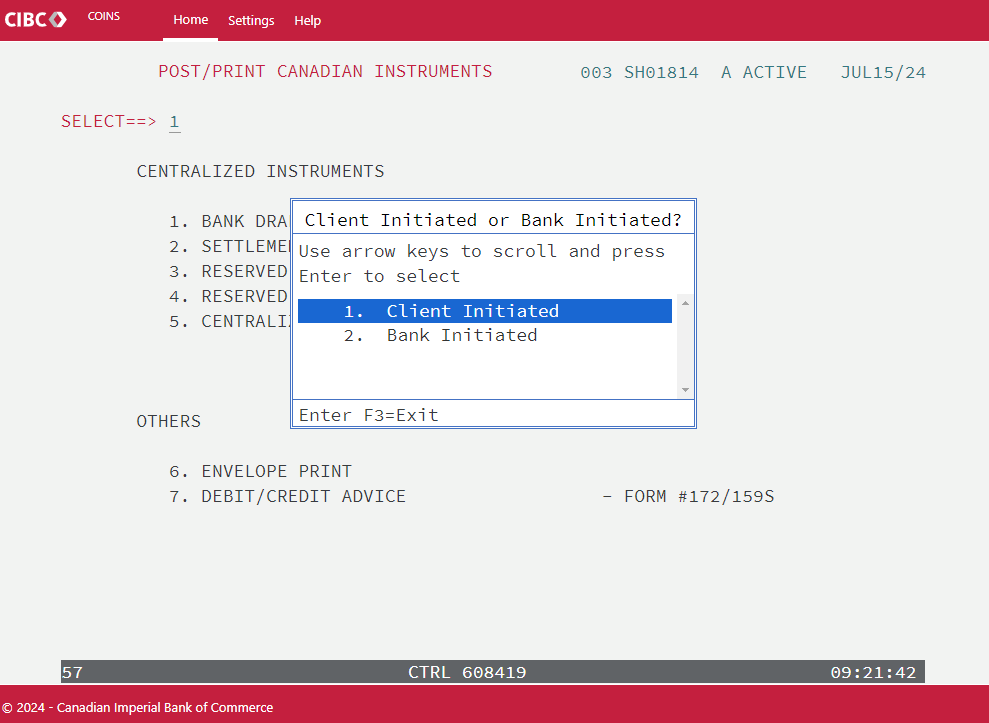 CIBC COINS Home Settings Help
POST/PRINT CANADIAN INSTRUMENTS 003 SH01814 A ACTIVE JUL15/24
SELECT==> 1
CENTRALIZED INSTRUMENTS
1. BANK DRA
2. SETTLEME
3. RESERVED
4. RESERVED
5. CENTRALIZ
Client Initiated or Bank Initiated?
Use arrow keys to scroll and press
Enter to select
1. Client Initiated
2. Bank Initiated
Enter F3=Exit
OTHERS
6. ENVELOPE PRINT
7. DEBIT/CREDIT ADVICE - FORM #172/159S
57 CTRL 608419 09:21:42
© 2024 - Canadian Imperial Bank of Commerce